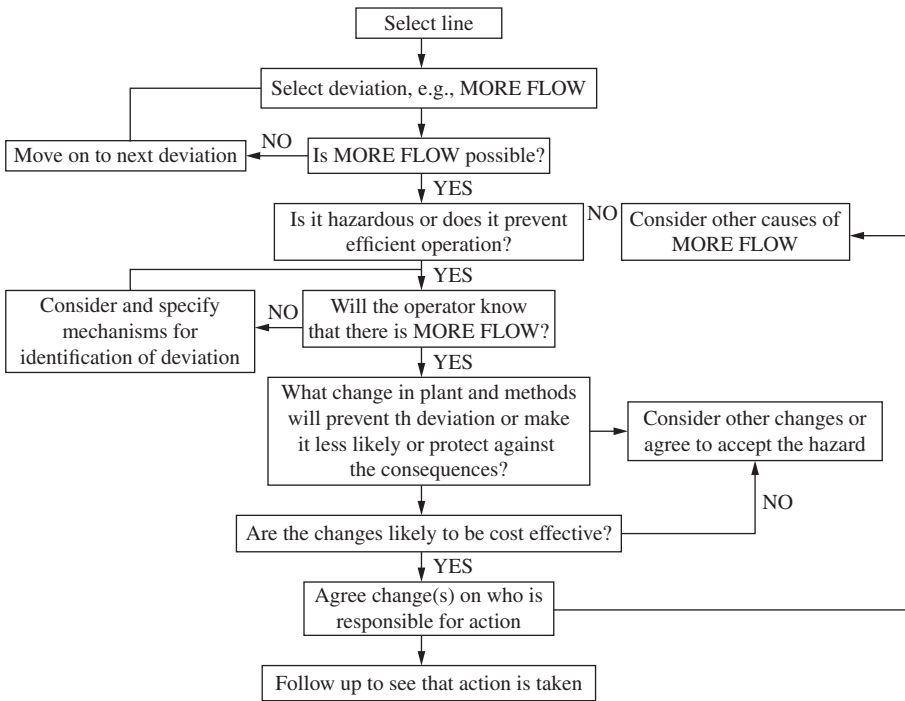 Select line
Select deviation, e.g., MORE FLOW
NO
Move on to next deviation
Is MORE FLOW possible?
YES
Is it hazardous or does it prevent
efficient operation?
NO
Consider other causes of
MORE FLOW
YES
Consider and specify
mechanisms for
identification of deviation
NO
Will the operator know
that there is MORE FLOW?
YES
What change in plant and methods
will prevent th deviation or make
it less likely or protect against
the consequences?
Consider other changes or
agree to accept the hazard
NO
Are the changes likely to be cost effective?
YES
Agree change(s) on who is
responsible for action
Follow up to see that action is taken